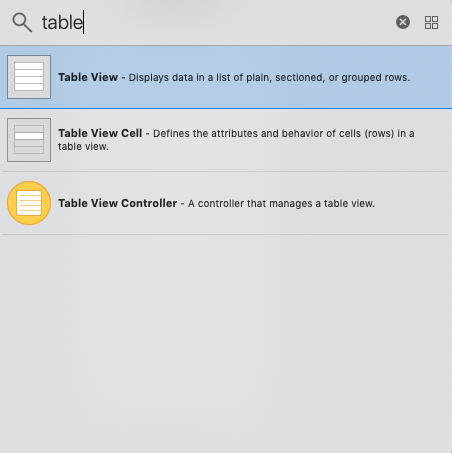 table
Table View - Displays data in a list of plain, sectioned, or grouped rows.
Table View Cell - Defines the attributes and behavior of cells (rows) in a
table view.
Table View Controller - A controller that manages a table view.